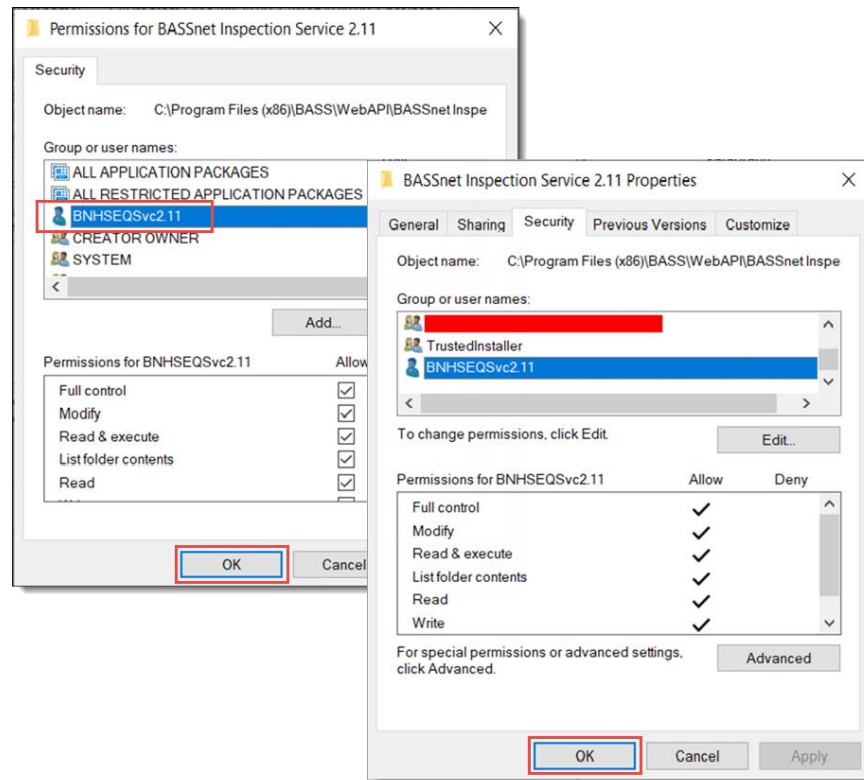 Permissions for BASSnet Inspection Service 2.11
Security
Object name: C:\Program Files (x86)\BASS\WebAPI\BASSnet Inspe
Group or user names:
ALL APPLICATION PACKAGES
ALL RESTRICTED APPLICATION PACKAGES
BNHSEQSvc2.11
CREATOR OWNER
SYSTEM
Add...
Permissions for BNHSEQSvc2.11 Allow
Full control
Modify
Read & execute
List folder contents
Read
OK Cancel
BASSnet Inspection Service 2.11 Properties
General Sharing Security Previous Versions Customize
Object name: C:\Program Files (x86)\BASS\WebAPI\BASSnet Inspe
Group or user names:
TrustedInstaller
BNHSEQSvc2.11
To change permissions, click Edit.
Edit...
Permissions for BNHSEQSvc2.11 Allow Deny
Full control
Modify
Read & execute
List folder contents
Read
Write
For special permissions or advanced settings,
click Advanced.
Advanced
OK Cancel Apply